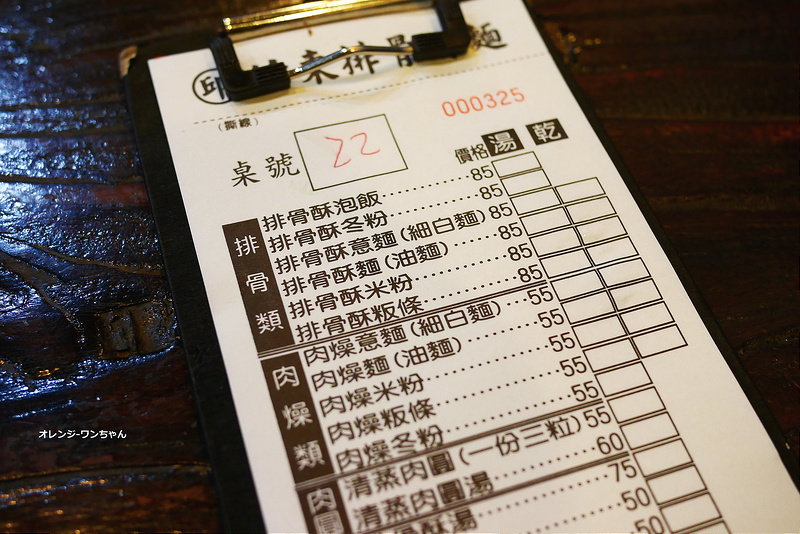 邱 來排骨 麵
(撕線)
000325
桌號 22
價格 湯 乾
排骨類
排骨酥泡飯 85
排骨酥冬粉 85
排骨酥意麵(細白麵) 85
排骨酥麵(油麵) 85
排骨酥米粉 85
排骨酥粄條 85
肉燥類
肉燥意麵(細白麵) 55
肉燥麵(油麵) 55
肉燥米粉 55
肉燥粄條 55
肉燥冬粉 55
肉圓
清蒸肉圓(一份三粒) 55
清蒸肉圓湯 60
骨酥湯 75
50
50
オレンジ-ワンちゃん